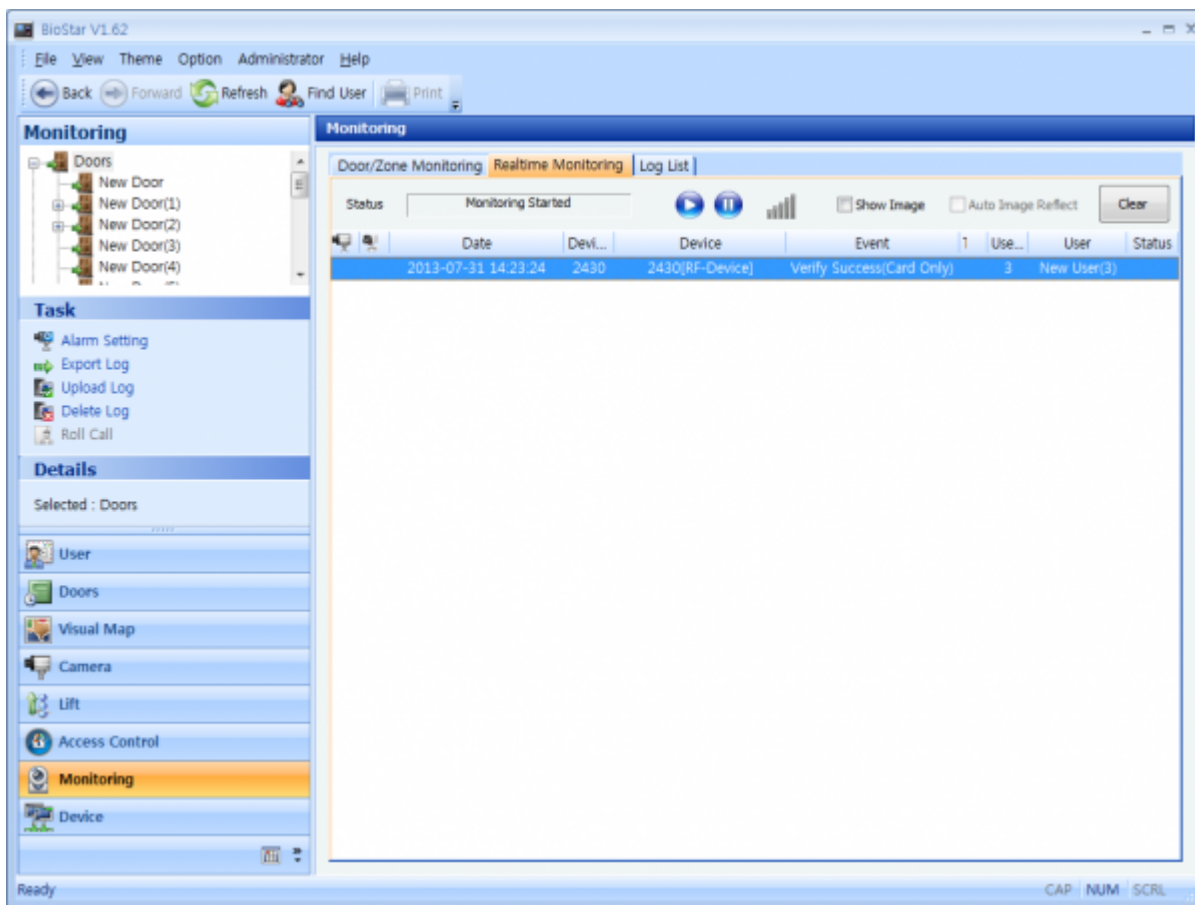 BioStar V1.62
File View Theme Option Administrator Help
Back Forward Refresh Find User Print
Monitoring
Doors
New Door
New Door(1)
New Door(2)
New Door(3)
New Door(4)
Task
Alarm Setting
Export Log
Upload Log
Delete Log
Roll Call
Details
Selected : Doors
User
Doors
Visual Map
Camera
Lift
Access Control
Monitoring
Device
Monitoring
Door/Zone Monitoring Realtime Monitoring Log List
Status Monitoring Started Show Image Auto Image Reflect Clear
Date Devi... Device Event T Use... User Status
2013-07-31 14:23:24 2430 2430[RF-Device] Verify Success(Card Only) 3 New User(3)
Ready CAP NUM SCRL